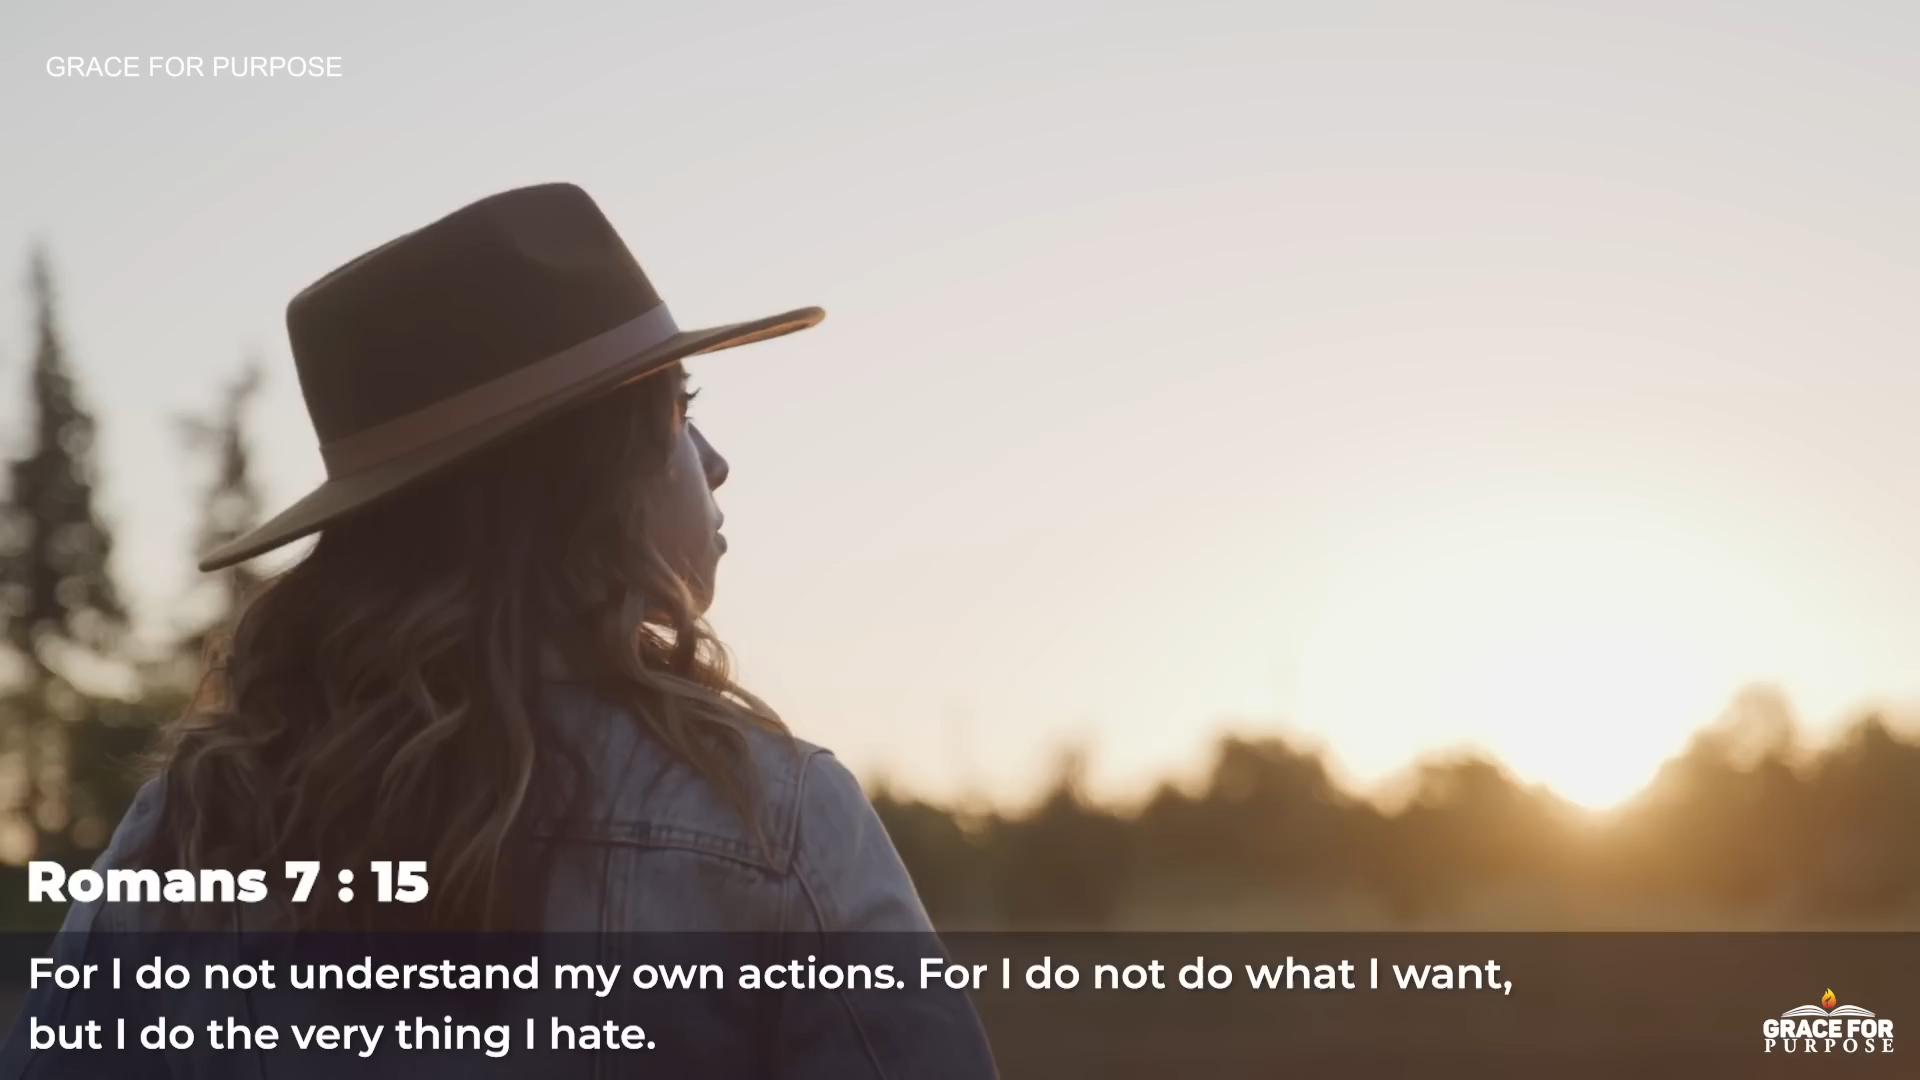 GRACE FOR PURPOSE
Romans 7 : 15
For I do not understand my own actions. For I do not do what I want,
but I do the very thing I hate.
GRACE FOR
PURPOSE